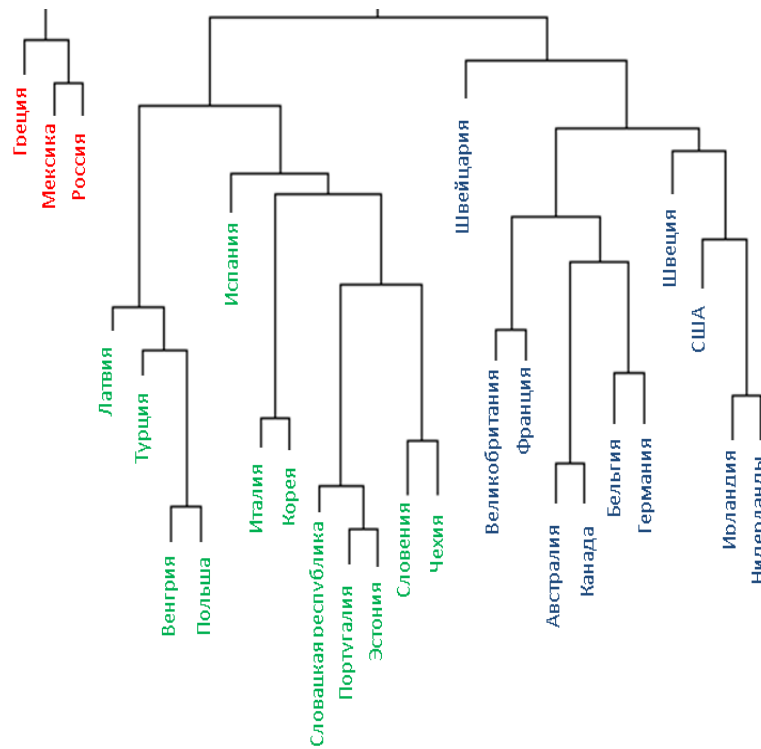 Греция
Мексика
Россия
Латвия
Турция
Венгрия
Польша
Испания
Италия
Корея
Словацкая республика
Португалия
Эстония
Словения
Чехия
Швейцария
Великобритания
Франция
Австралия
Канада
Бельгия
Германия
Швеция
США
Ирландия
Нидерланды